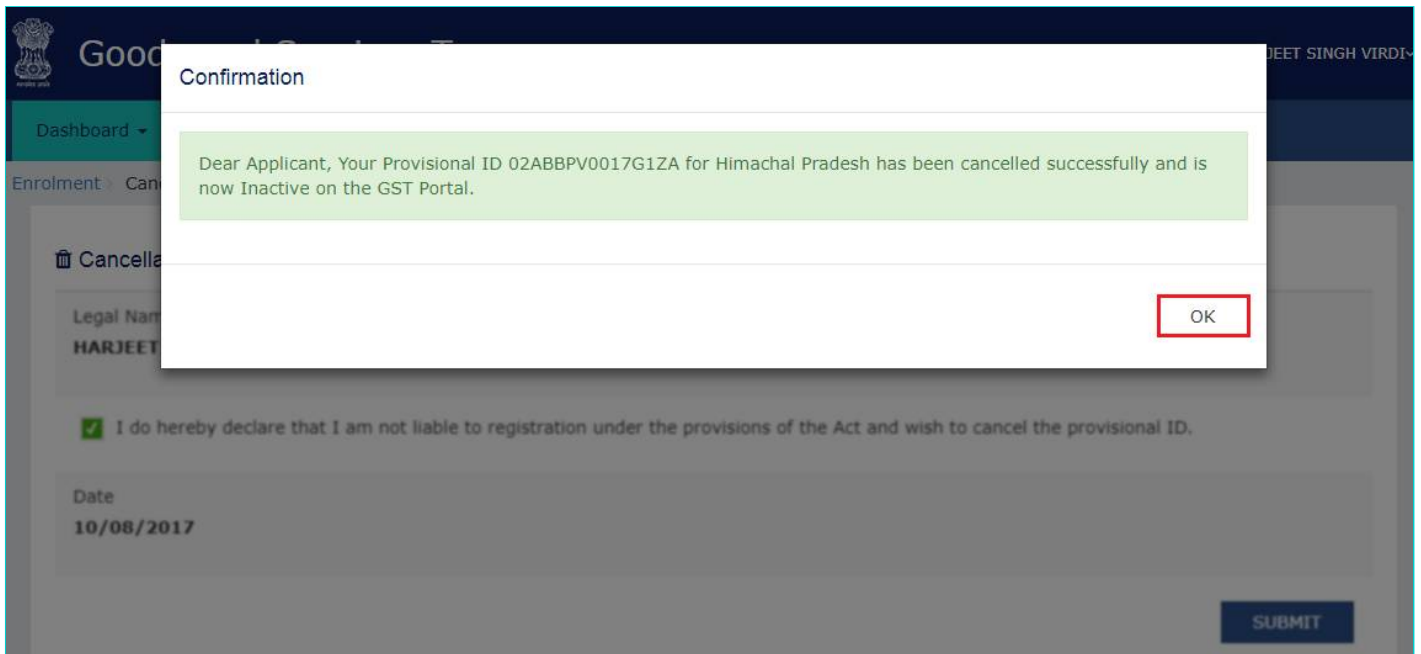 Confirmation
JEET SINGH VIRDI
Dashboard
Dear Applicant, Your Provisional ID 02ABBPV0017G1ZA for Himachal Pradesh has been cancelled successfully and is
now Inactive on the GST Portal.
Enrolment
OK
Legal
HARJEET
I do hereby declare that I am not liable to registration under the provisions of the Act and wish to cancel the provisional ID.
Date
10/08/2017
SUBMIT